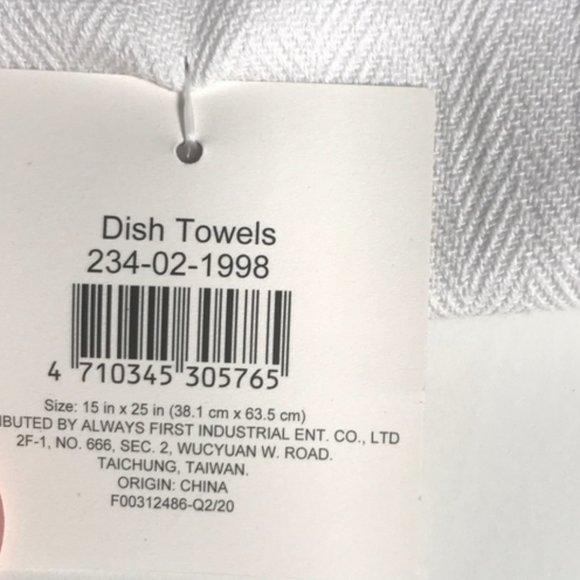 Dish Towels
234-02-1998
4 710345 305765
Size: 15 in x 25 in (38.1 cm x 63.5 cm)
IBUTED BY ALWAYS FIRST INDUSTRIAL ENT. CO., LTD
2F-1, NO. 666, SEC. 2, WUCYUAN W. ROAD.
TAICHUNG, TAIWAN.
ORIGIN: CHINA
F00312486-Q2/20